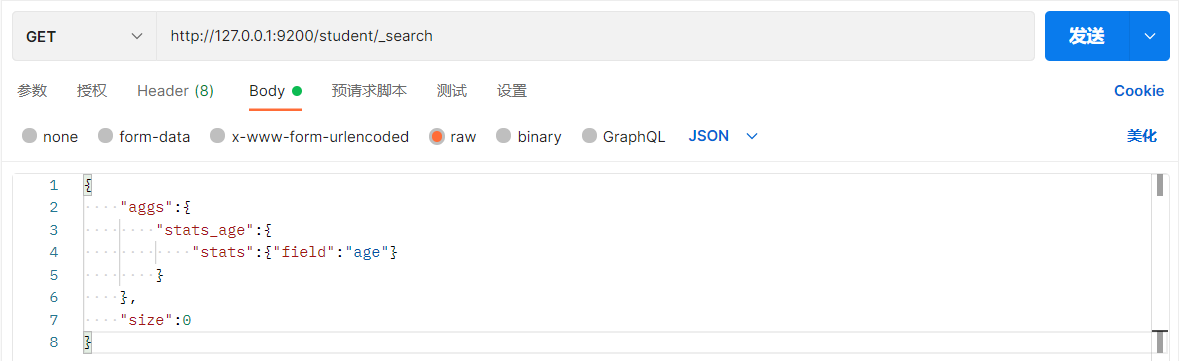 GET http://127.0.0.1:9200/student/_search 发送
参数 授权 Header (8) Body 预请求脚本 测试 设置 Cookie
none form-data x-www-form-urlencoded raw binary GraphQL JSON 美化
1 {
2 "aggs":{
3 "stats_age":{
4 "stats":{"field":"age"}
5 }
6 },
7 "size":0
8 }